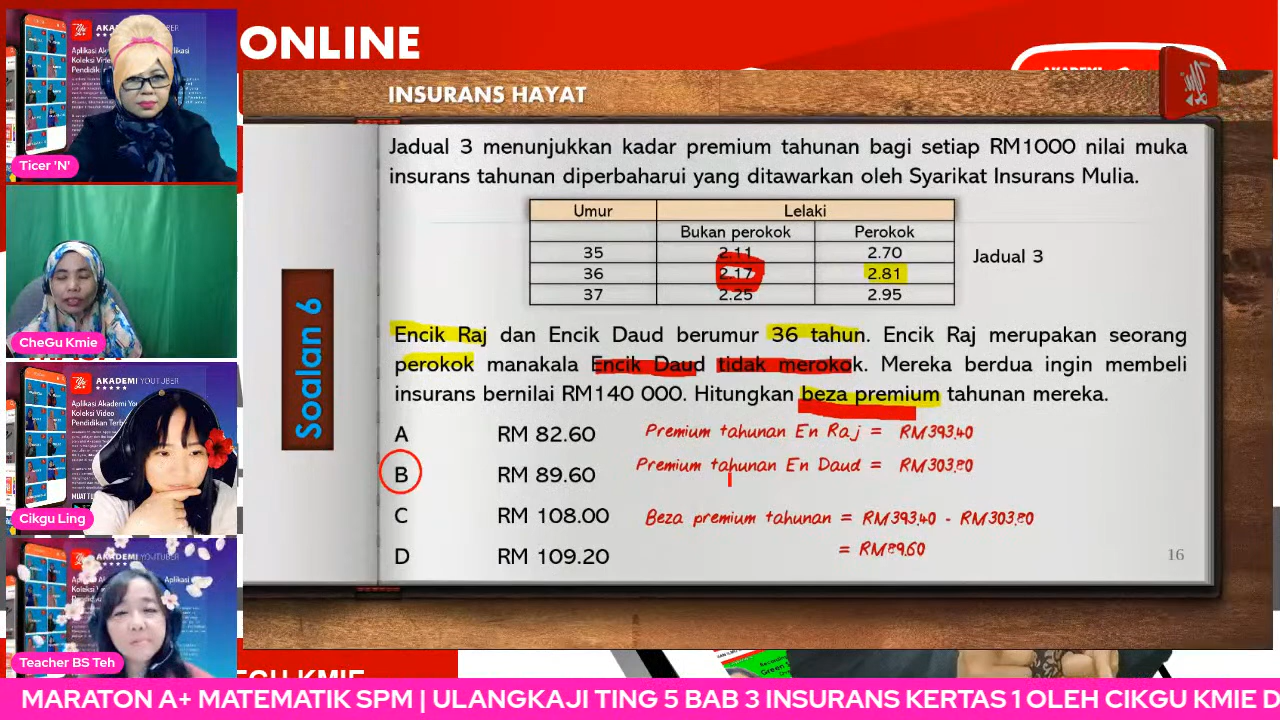 ONLINE
AKADEMI
INSURANS HAYAT
Jadual 3 menunjukkan kadar premium tahunan bagi setiap RM1000 nilai muka
insurans tahunan diperbaharui yang ditawarkan oleh Syarikat Insurans Mulia.
Umur Lelaki
Bukan perokok Perokok
35 2.11 2.70
36 2.17 2.81
37 2.25 2.95
Jadual 3
Soalan 6
Encik Raj dan Encik Daud berumur 36 tahun. Encik Raj merupakan seorang
perokok manakala Encik Daud tidak merokok. Mereka berdua ingin membeli
insurans bernilai RM140 000. Hitungkan beza premium tahunan mereka.
A RM 82.60
B RM 89.60
C RM 108.00
D RM 109.20
Premium tahunan En Raj = RM393.40
Premium tahunan En Daud = RM303.80
Beza premium tahunan = RM393.40 - RM303.80
= RM89.60
16
Ticer 'N'
CheGu Kmie
AKADEMI YOUTUBER
Cikgu Ling
Teacher BS Teh
MARATON A+ MATEMATIK SPM | ULANGKAJI TING 5 BAB 3 INSURANS KERTAS 1 OLEH CIKGU KMIE D